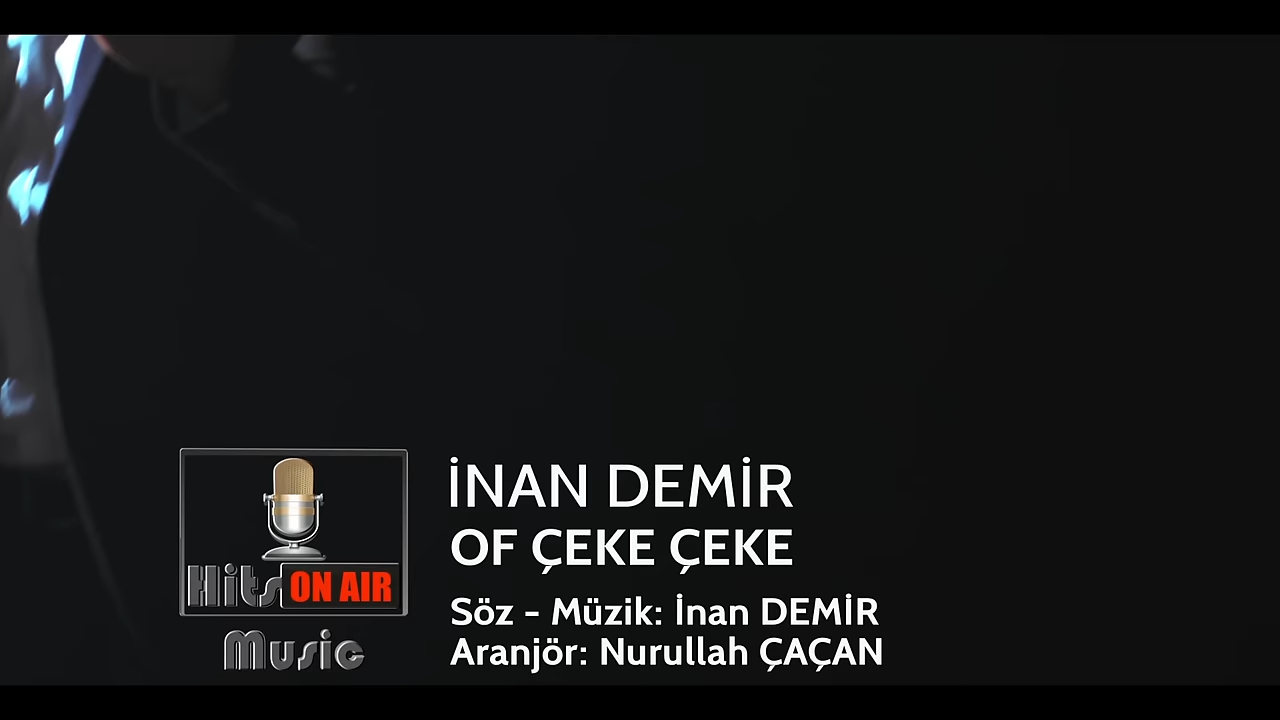 İNAN DEMİR
OF ÇEKE ÇEKE
Söz - Müzik: İnan DEMİR
Aranjör: Nurullah ÇAÇAN
Hits ON AIR
Music